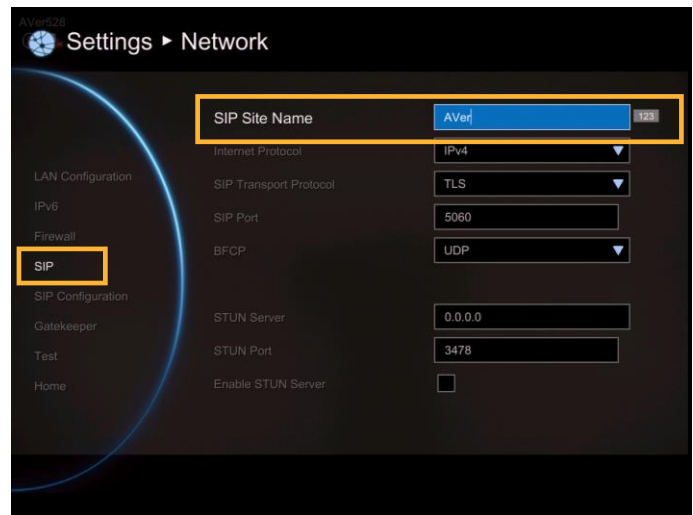 AVer528
Settings ► Network
SIP Site Name
AVer
123
Internet Protocol
IPv4
SIP Transport Protocol
TLS
SIP Port
5060
BFCP
UDP
STUN Server
0.0.0.0
STUN Port
3478
Enable STUN Server
LAN Configuration
IPv6
Firewall
SIP
SIP Configuration
Gatekeeper
Test
Home